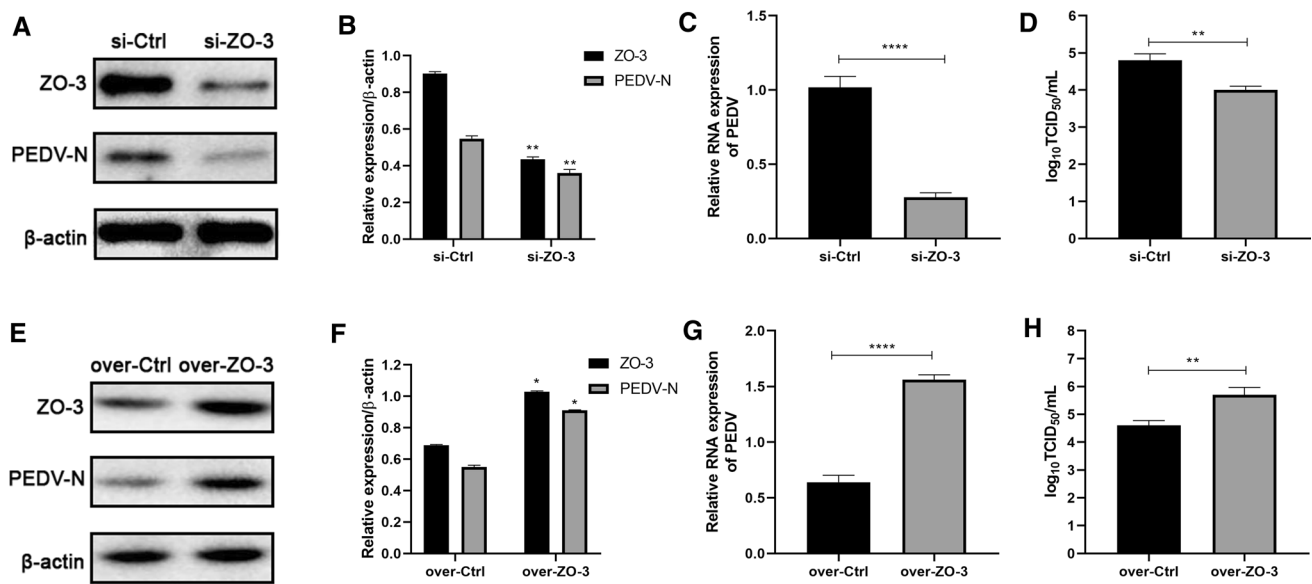 A
si-Ctrl si-ZO-3
ZO-3
PEDV-N
β-actin
B
Relative expression/β-actin
1.0
0.8
0.6
0.4
0.2
0.0
** **
si-Ctrl si-ZO-3
ZO-3
PEDV-N
C
Relative RNA expression
of PEDV
1.5
1.0
0.5
0.0
****
si-Ctrl si-ZO-3
D
log₁₀TCID₅₀/mL
6
5
4
3
2
1
0
**
si-Ctrl si-ZO-3
E
over-Ctrl over-ZO-3
ZO-3
PEDV-N
β-actin
F
Relative expression/β-actin
1.2
1.0
0.8
0.6
0.4
0.2
0.0
* *
over-Ctrl over-ZO-3
ZO-3
PEDV-N
G
Relative RNA expression
of PEDV
2.0
1.5
1.0
0.5
0.0
****
over-Ctrl over-ZO-3
H
log₁₀TCID₅₀/mL
8
7
6
5
4
3
2
1
0
**
over-Ctrl over-ZO-3